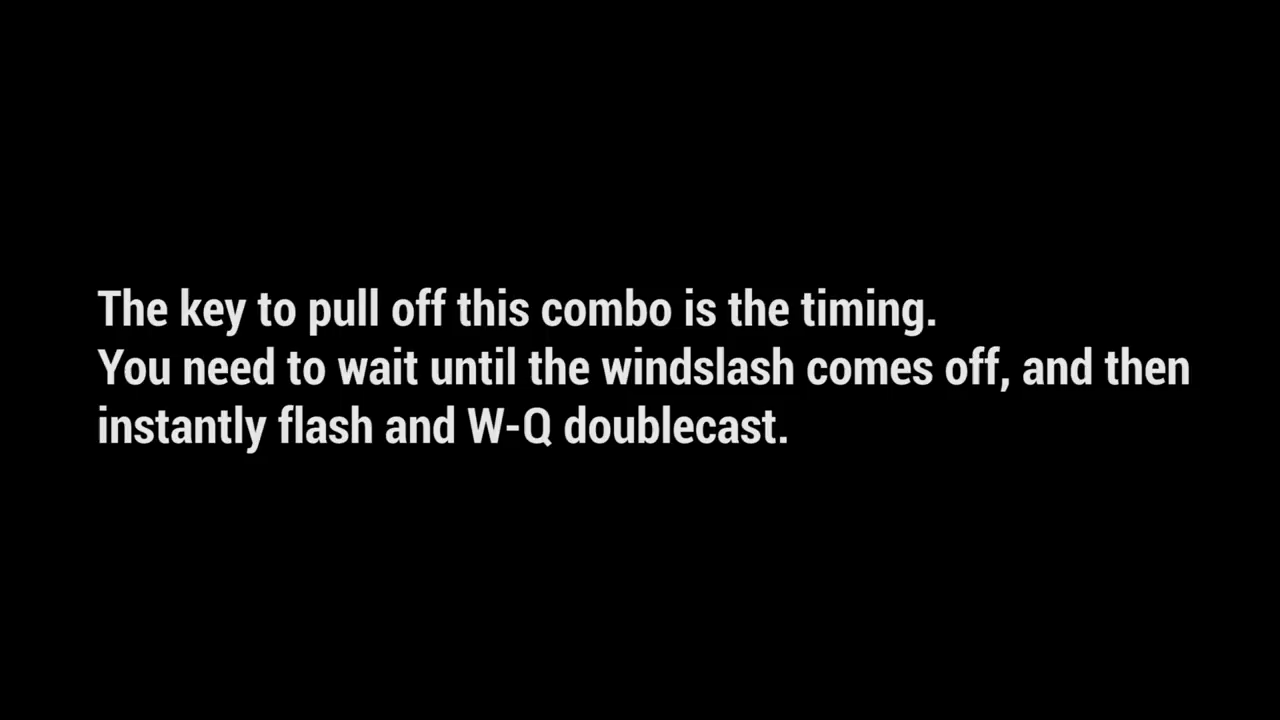 The key to pull off this combo is the timing.
You need to wait until the windslash comes off, and then
instantly flash and W-Q doublecast.